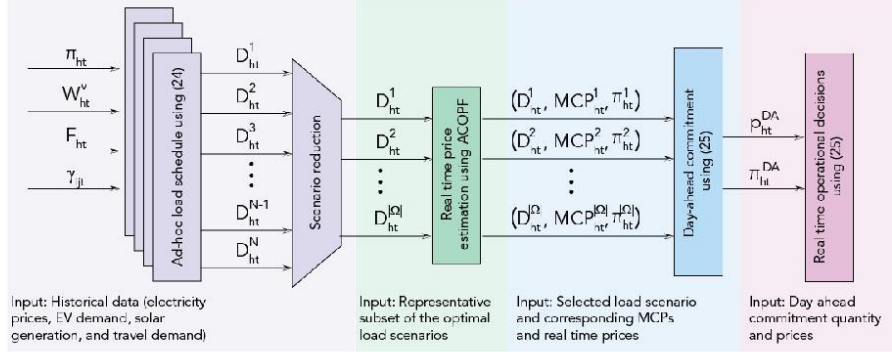 π_ht
W^v_ht
F_ht
γ_ijt
Ad-hoc load schedule using (24)
D^1_ht
D^2_ht
D^3_ht
D^N-1_ht
D^N_ht
Scenario reduction
D^1_ht
D^2_ht
D^|Ω|_ht
Real time price
estimation using ACOPF
(D^1_ht, MCP^1_ht, π^1_ht)
(D^2_ht, MCP^2_ht, π^2_ht)
(D^|Ω|_ht, MCP^|Ω|_ht, π^|Ω|_ht)
Day-ahead commitment
using (25)
p^DA_ht
π^DA_ht
Real time operational decisions
using (25)
Input: Historical data (electricity
prices, EV demand, solar
generation, and travel demand)
Input: Representative
subset of the optimal
load scenarios
Input: Selected load scenario
and corresponding MCPs
and real time prices
Input: Day ahead
commitment quantity
and prices